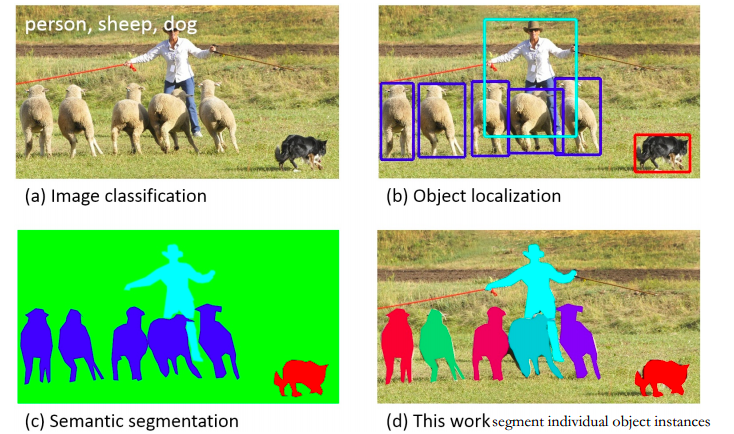 person, sheep, dog
(a) Image classification
(b) Object localization
(c) Semantic segmentation
(d) This work segment individual object instances